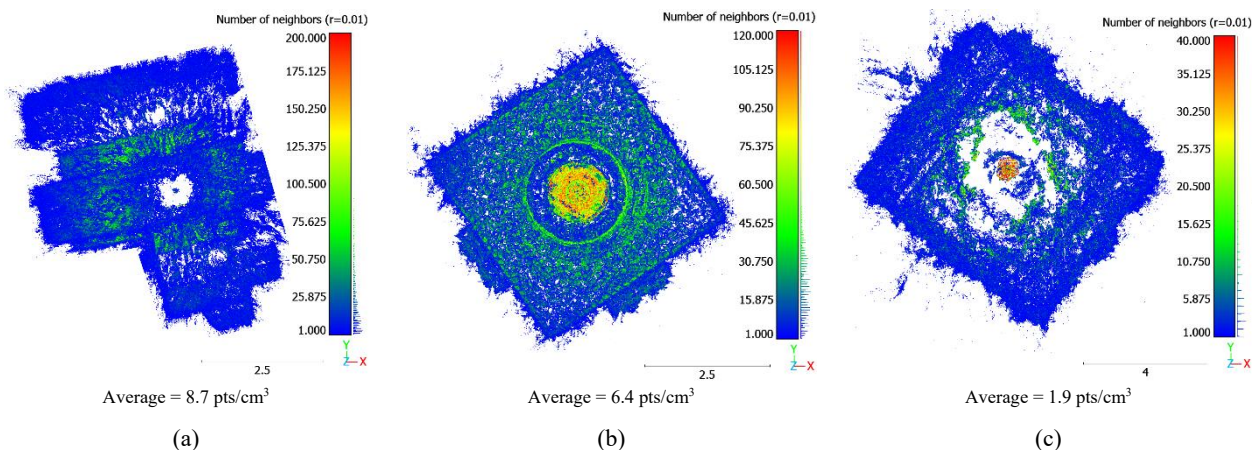 Number of neighbors (r=0.01)
200.000
175.125
150.250
125.375
100.500
75.625
50.750
25.875
1.000
Y
Z X
2.5
Average = 8.7 pts/cm³
(a)
Number of neighbors (r=0.01)
120.000
105.125
90.250
75.375
60.500
45.625
30.750
15.875
1.000
Y
Z X
2.5
Average = 6.4 pts/cm³
(b)
Number of neighbors (r=0.01)
40.000
35.125
30.250
25.375
20.500
15.625
10.750
5.875
1.000
Y
Z X
4
Average = 1.9 pts/cm³
(c)